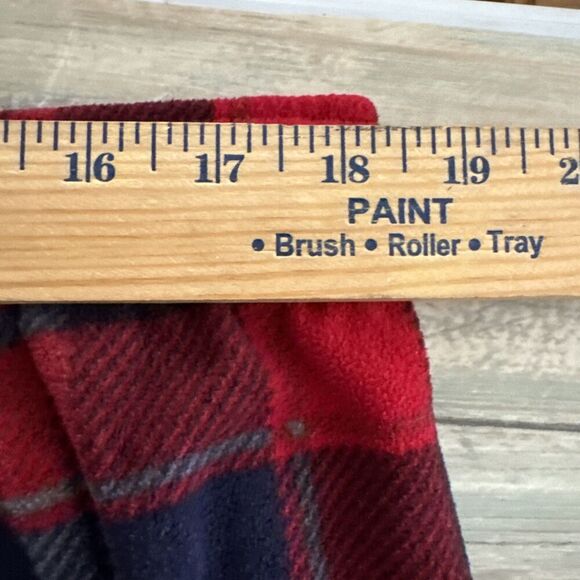 16 17 18 19 2
PAINT
• Brush • Roller • Tray